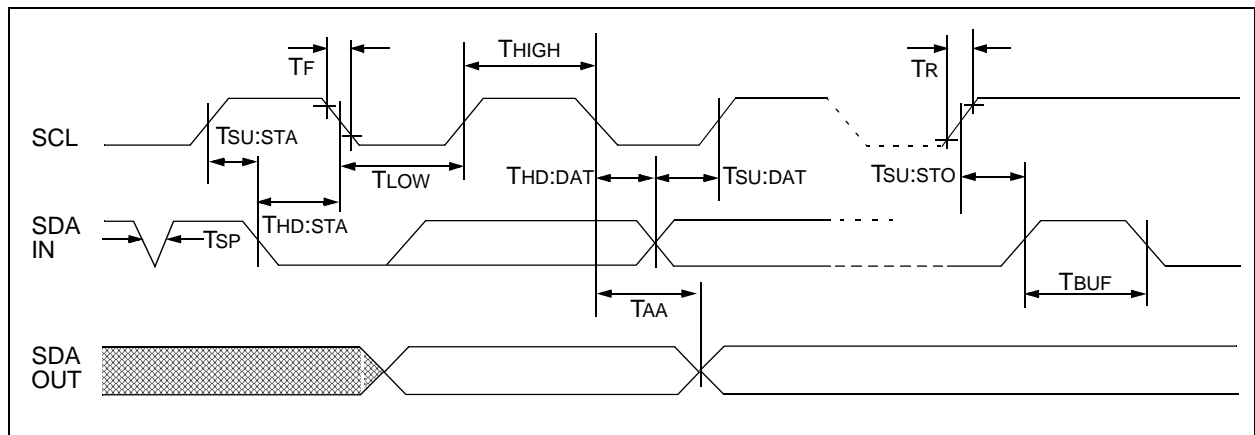 TF
THIGH
TR
SCL
TSU:STA
TLOW
THD:DAT
TSU:DAT
TSU:STO
SDA
IN
TSP
THD:STA
TAA
TBUF
SDA
OUT